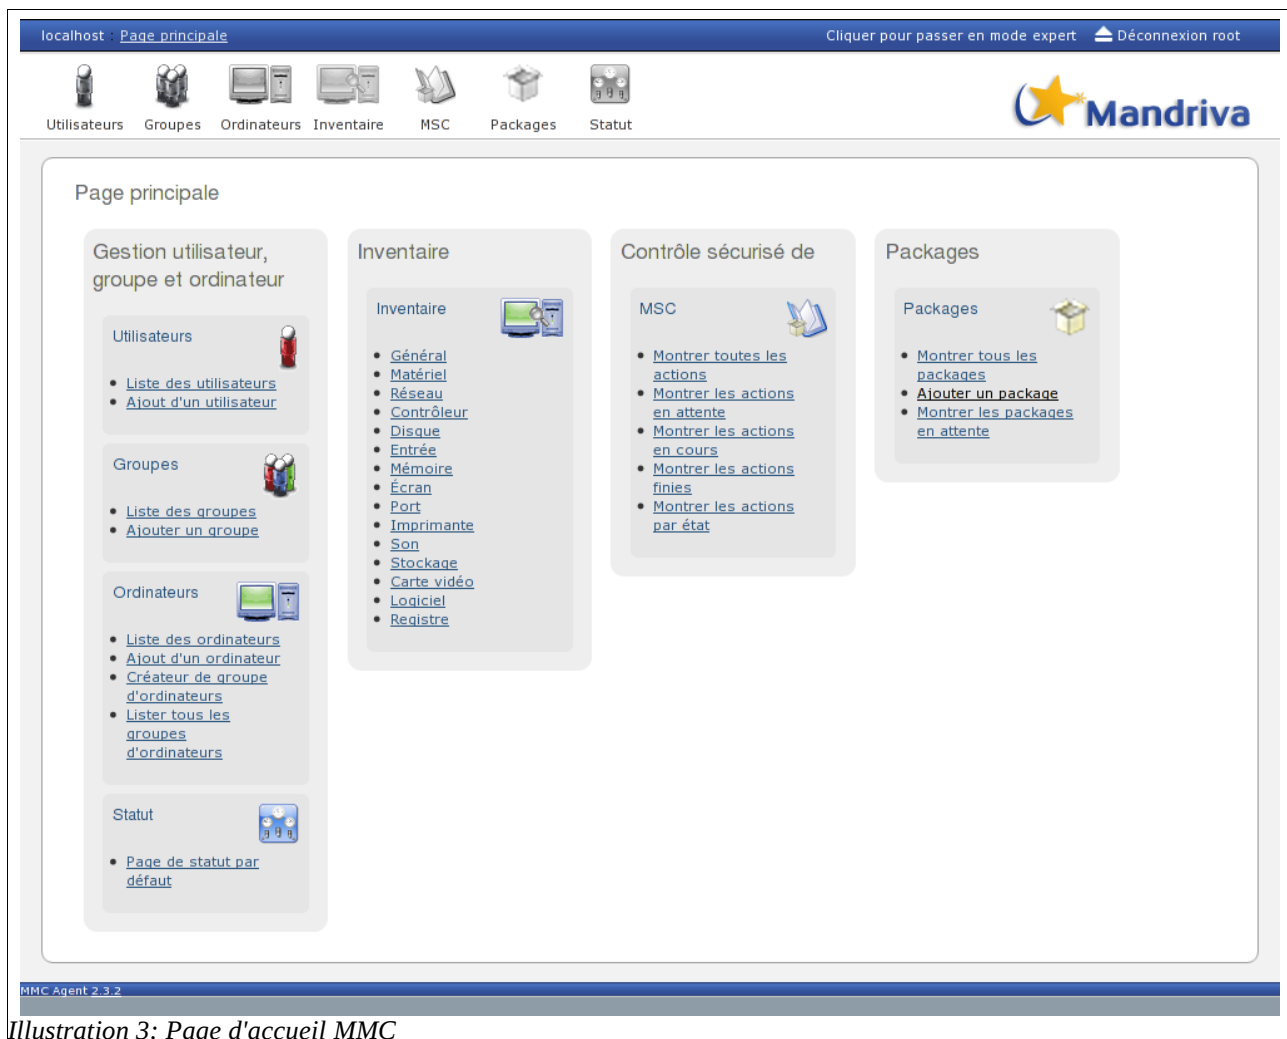 localhost : Page principale
Cliquer pour passer en mode expert
Déconnexion root
Utilisateurs
Groupes
Ordinateurs
Inventaire
MSC
Packages
Statut
Mandriva
Page principale
Gestion utilisateur,
groupe et ordinateur
Utilisateurs
Liste des utilisateurs
Ajout d'un utilisateur
Groupes
Liste des groupes
Ajouter un groupe
Ordinateurs
Liste des ordinateurs
Ajout d'un ordinateur
Créateur de groupe
d'ordinateurs
Lister tous les
groupes
d'ordinateurs
Statut
Page de statut par
défaut
Inventaire
Inventaire
Général
Matériel
Réseau
Contrôleur
Disque
Entrée
Mémoire
Écran
Port
Imprimante
Son
Stockage
Carte vidéo
Logiciel
Registre
Contrôle sécurisé de
MSC
Montrer toutes les
actions
Montrer les actions
en attente
Montrer les actions
en cours
Montrer les actions
finies
Montrer les actions
par état
Packages
Packages
Montrer tous les
packages
Ajouter un package
Montrer les packages
en attente
MMC Agent 2.3.2
Illustration 3: Page d'accueil MMC